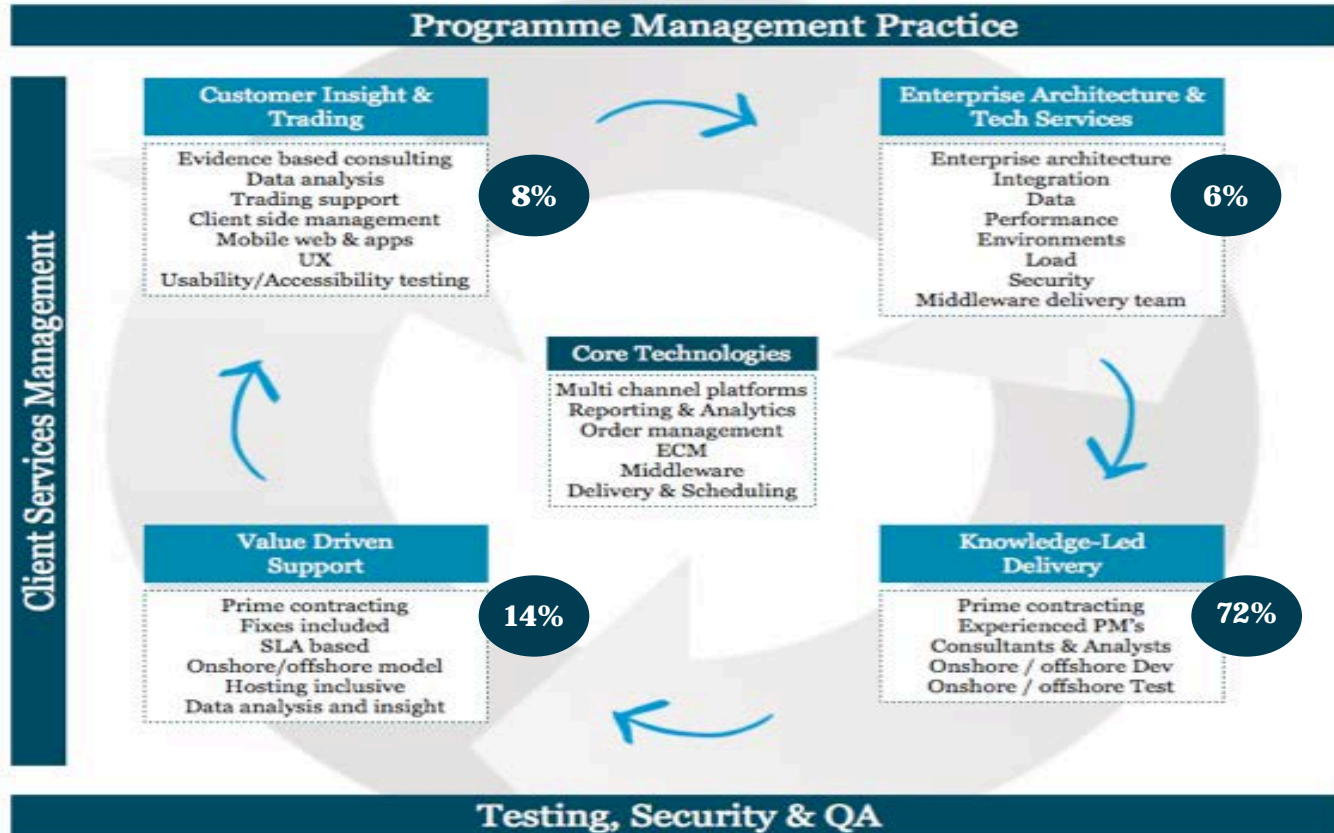 Programme Management Practice
Client Services Management
Customer Insight &
Trading
Evidence based consulting
Data analysis
Trading support
Client side management
Mobile web & apps
UX
Usability/Accessibility testing
8%
Enterprise Architecture &
Tech Services
Enterprise architecture
Integration
Data
Performance
Environments
Load
Security
Middleware delivery team
6%
Core Technologies
Multi channel platforms
Reporting & Analytics
Order management
ECM
Middleware
Delivery & Scheduling
Value Driven
Support
Prime contracting
Fixes included
SLA based
Onshore/offshore model
Hosting inclusive
Data analysis and insight
14%
Knowledge-Led
Delivery
Prime contracting
Experienced PM's
Consultants & Analysts
Onshore / offshore Dev
Onshore / offshore Test
72%
Testing, Security & QA